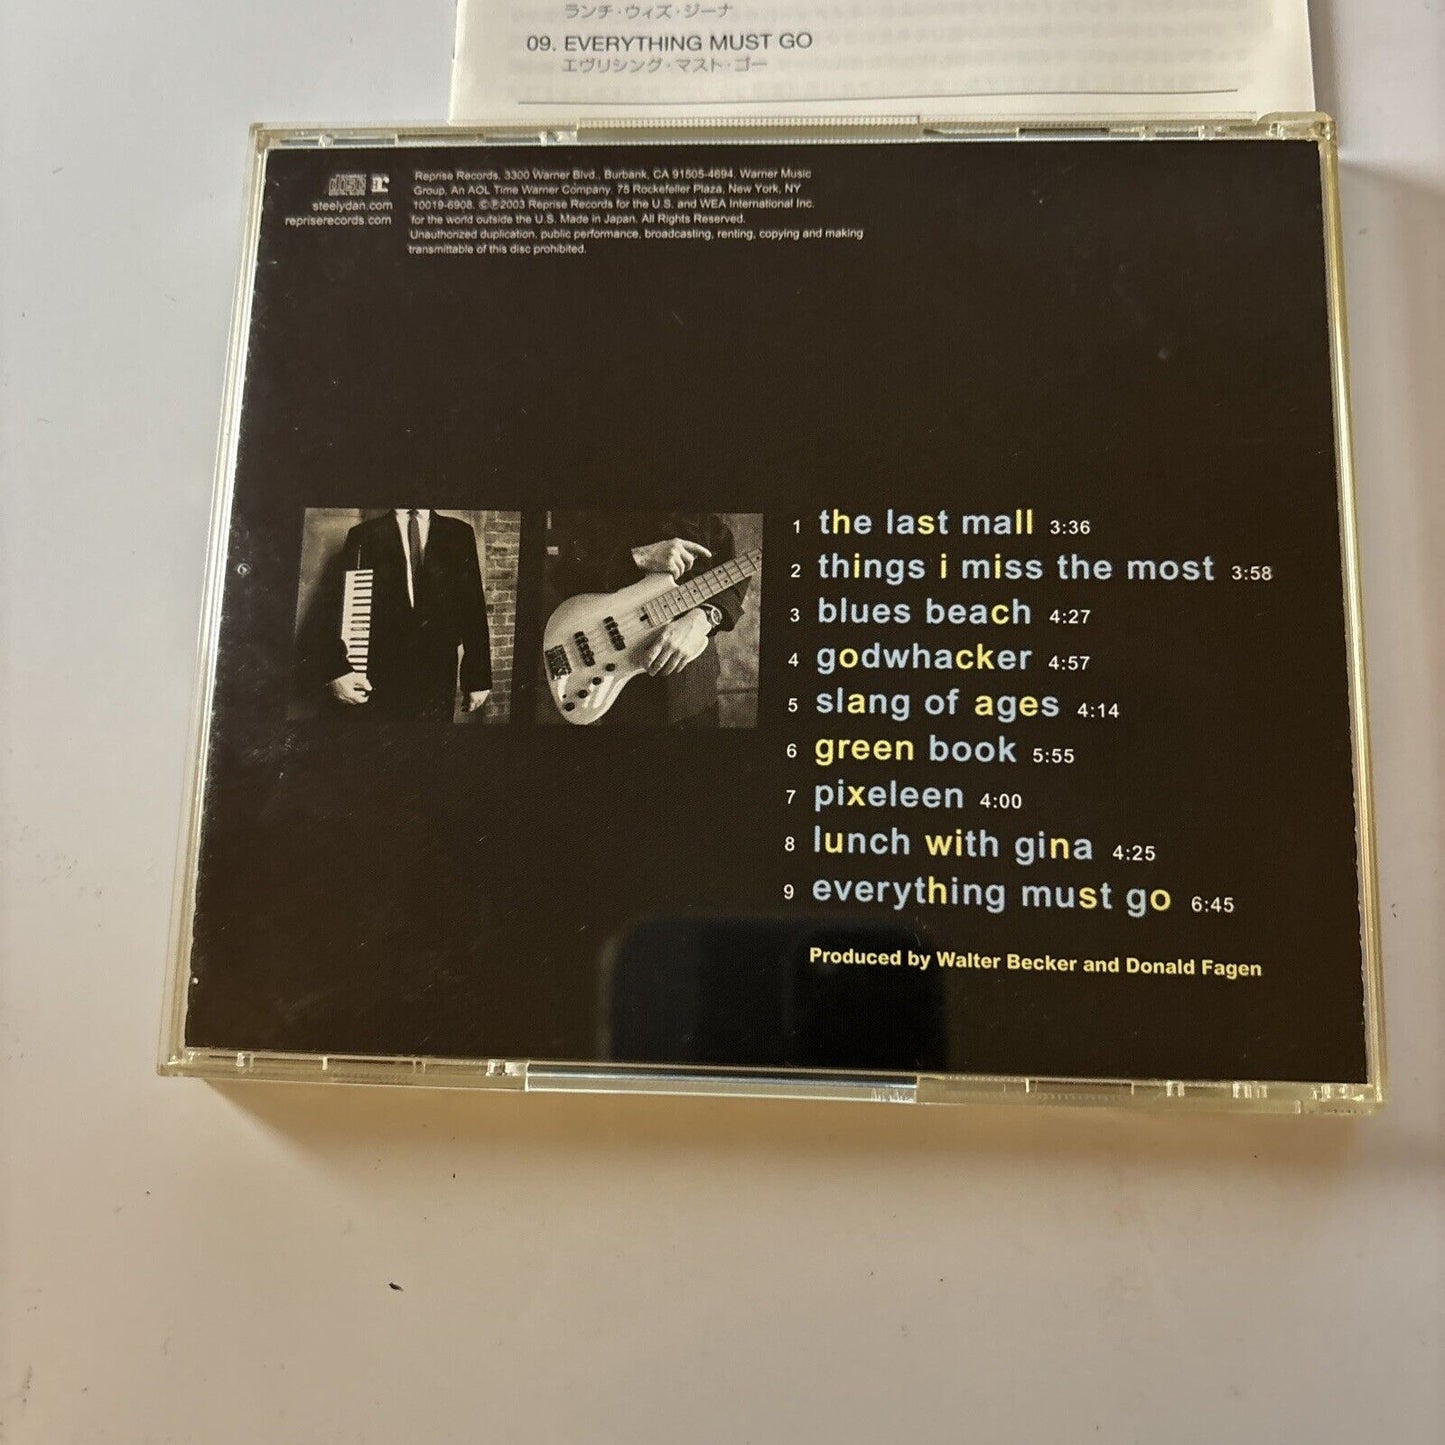 ランチ・ウィズ・ジーナ
09. EVERYTHING MUST GO
エヴリシング・マスト・ゴー
steelydan.com
repriserecords.com
Reprise Records, 3300 Warner Blvd., Burbank, CA 91505-4694. Warner Music
Group, An AOL Time Warner Company. 75 Rockefeller Plaza, New York, NY
10019-6908. ©℗2003 Reprise Records for the U.S. and WEA International Inc.
for the world outside the U.S. Made in Japan. All Rights Reserved.
Unauthorized duplication, public performance, broadcasting, renting, copying and making
transmittable of this disc prohibited.
1 the last mall 3:36
2 things i miss the most 3:58
3 blues beach 4:27
4 godwhacker 4:57
5 slang of ages 4:14
6 green book 5:55
7 pixeleen 4:00
8 lunch with gina 4:25
9 everything must go 6:45
Produced by Walter Becker and Donald Fagen